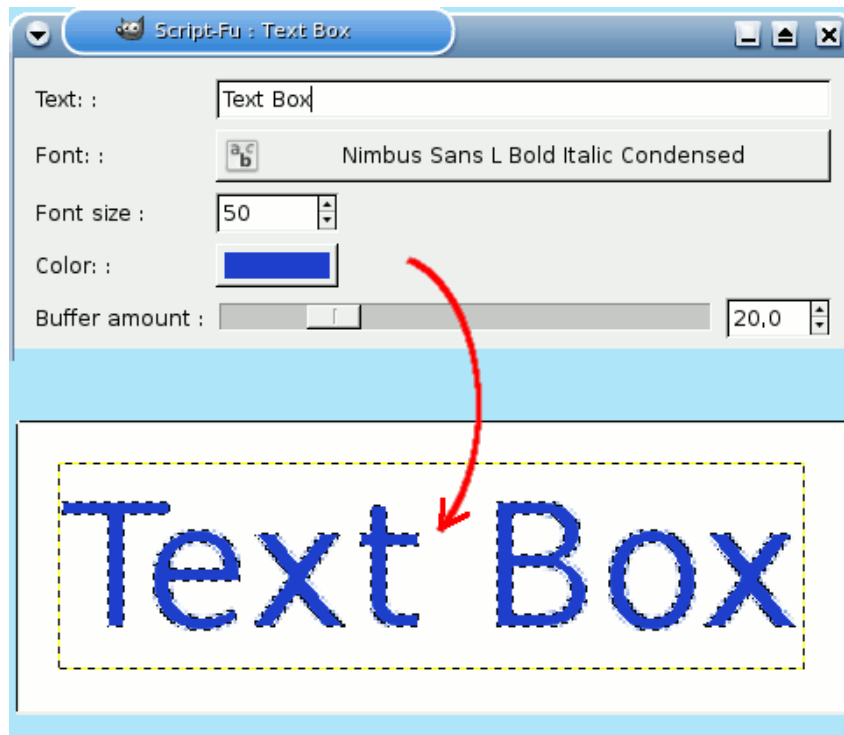 Script-Fu : Text Box
Text: : Text Box
Font: : abc Nimbus Sans L Bold Italic Condensed
Font size : 50
Color: :
Buffer amount : 20,0
Text Box